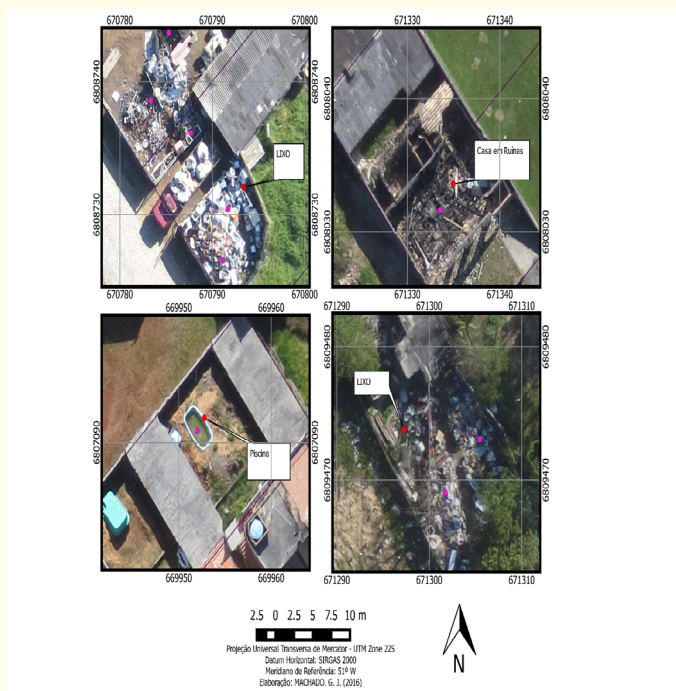 670780 670790 670800
6808740
6808730
LIXO
670780 670790 670800
671330 671340
6808040
6808030
6808040
6808030
Casa em Ruinas
671330 671340
669950 669960
6807090
6807090
Piscina
669950 669960
671290 671300 671310
6809480
6809470
6809480
6809470
LIXO
671290 671300 671310
2.5 0 2.5 5 7.5 10 m
Projeção Universal Transversa de Mercator - UTM Zone 22S
Datum Horizontal: SIRGAS 2000
Meridiano de Referência: 51º W
Elaboração: MACHADO. G. J. (2016)
N